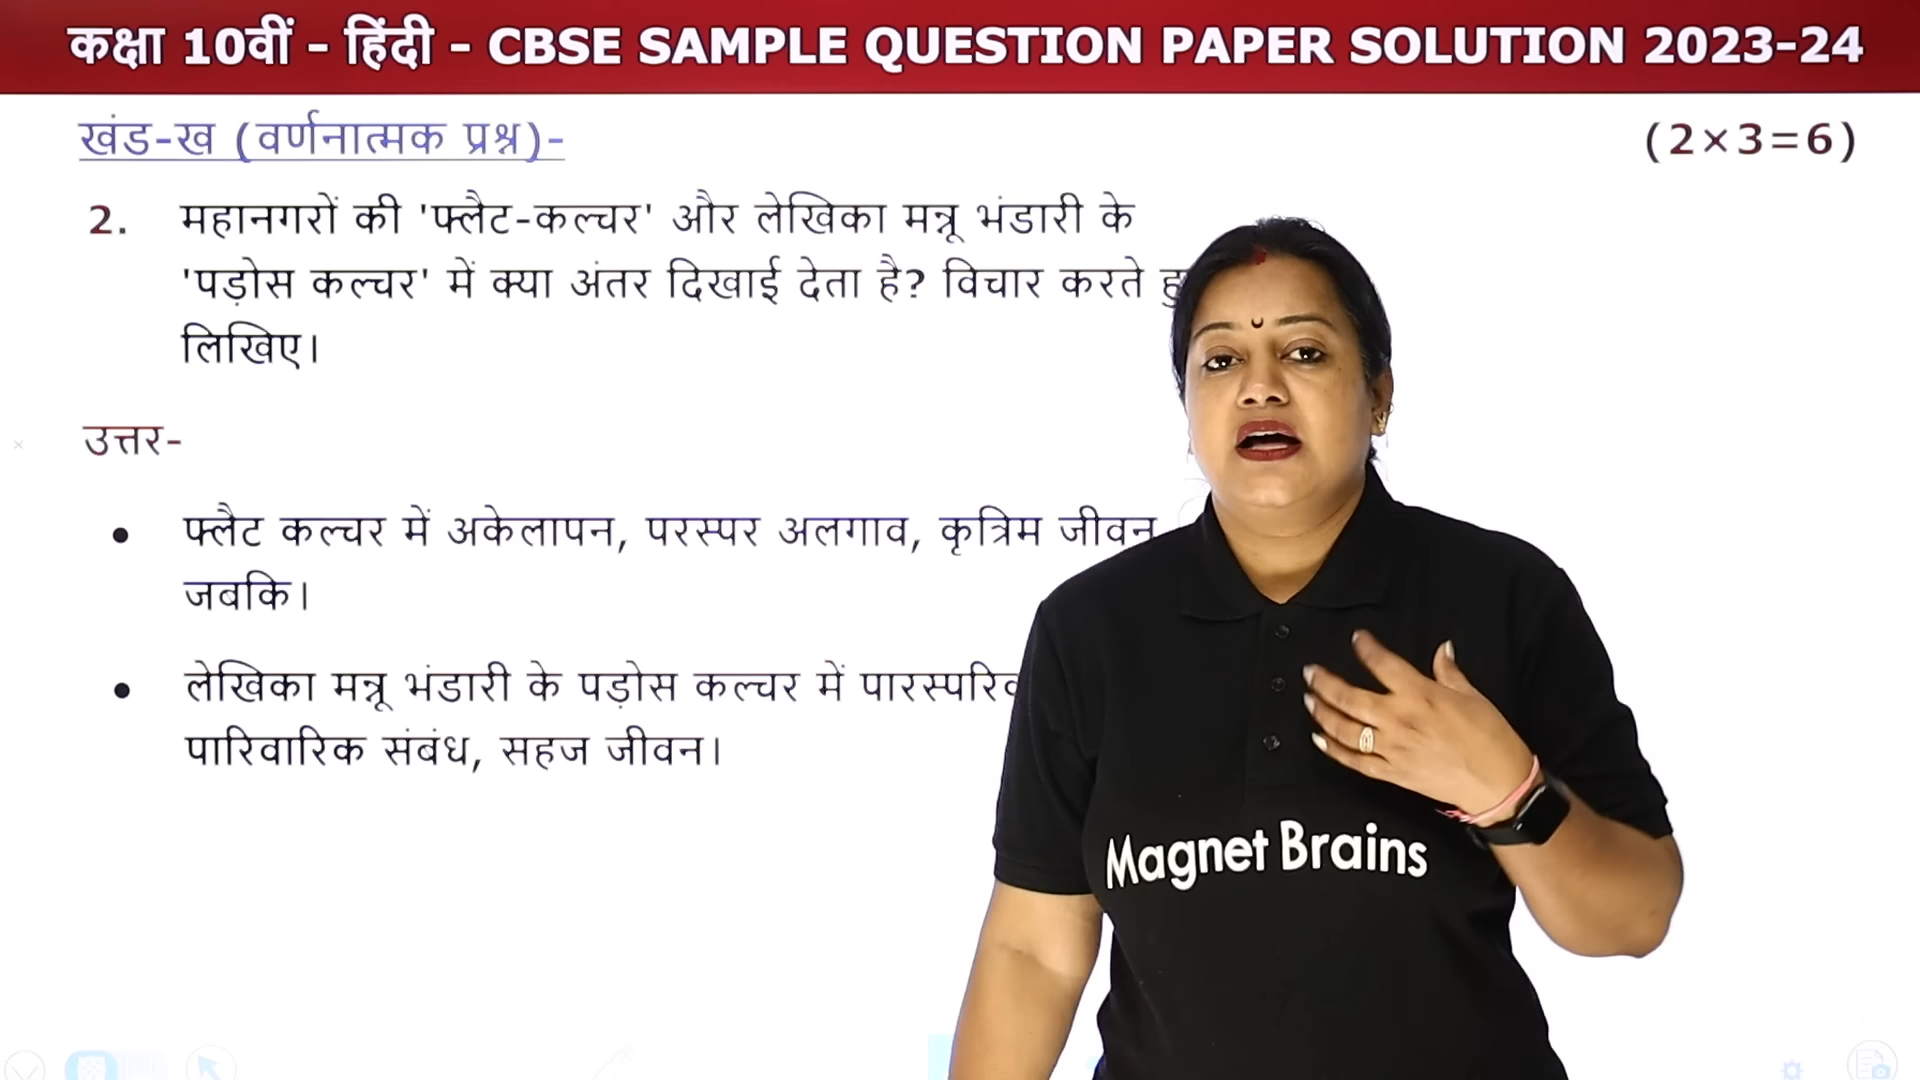 कक्षा 10वीं - हिंदी - CBSE SAMPLE QUESTION PAPER SOLUTION 2023-24
खंड-ख (वर्णनात्मक प्रश्न)-
(2×3=6)
2. महानगरों की 'फ्लैट-कल्चर' और लेखिका मन्नू भंडारी के
'पड़ोस कल्चर' में क्या अंतर दिखाई देता है? विचार करते
लिखिए।
उत्तर-
• फ्लैट कल्चर में अकेलापन, परस्पर अलगाव, कृत्रिम जीवन
जबकि।
• लेखिका मन्नू भंडारी के पड़ोस कल्चर में
पारिवारिक संबंध, सहज जीवन।
Magnet Brains